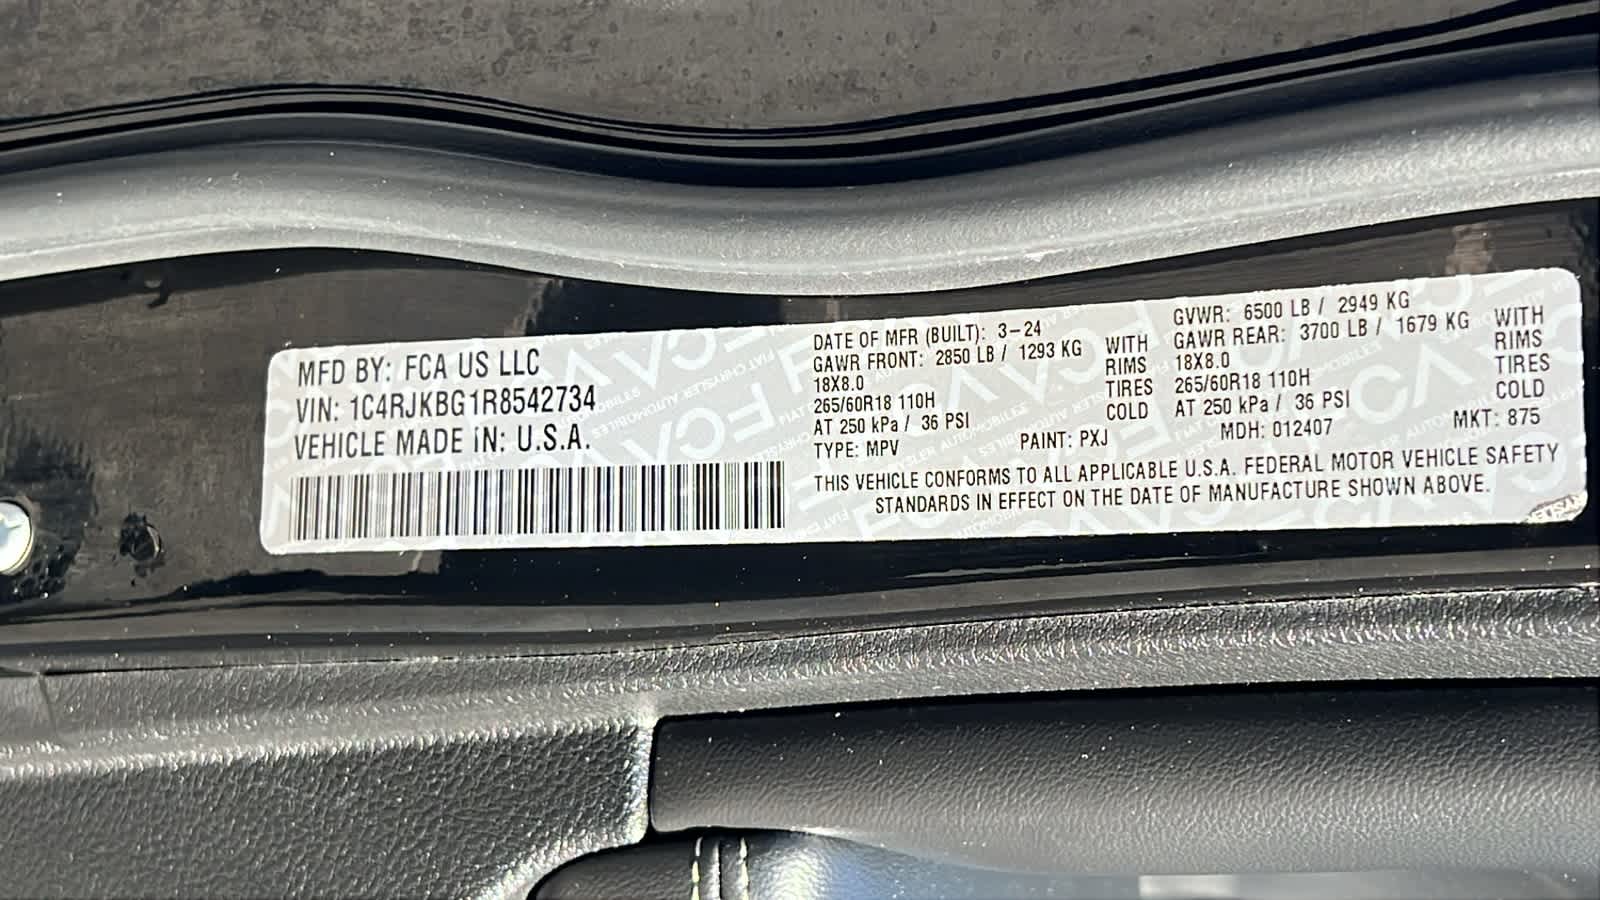 MFD BY: FCA US LLC
VIN: 1C4RJKBG1R8542734
VEHICLE MADE IN: U.S.A.
DATE OF MFR (BUILT): 3-24
GAWR FRONT: 2850 LB / 1293 KG WITH
18X8.0 RIMS
265/60R18 110H TIRES
AT 250 kPa / 36 PSI COLD
GVWR: 6500 LB / 2949 KG
GAWR REAR: 3700 LB / 1679 KG WITH
18X8.0 RIMS
265/60R18 110H TIRES
AT 250 kPa / 36 PSI COLD
TYPE: MPV PAINT: PXJ MDH: 012407 MKT: 875
THIS VEHICLE CONFORMS TO ALL APPLICABLE U.S.A. FEDERAL MOTOR VEHICLE SAFETY
STANDARDS IN EFFECT ON THE DATE OF MANUFACTURE SHOWN ABOVE.